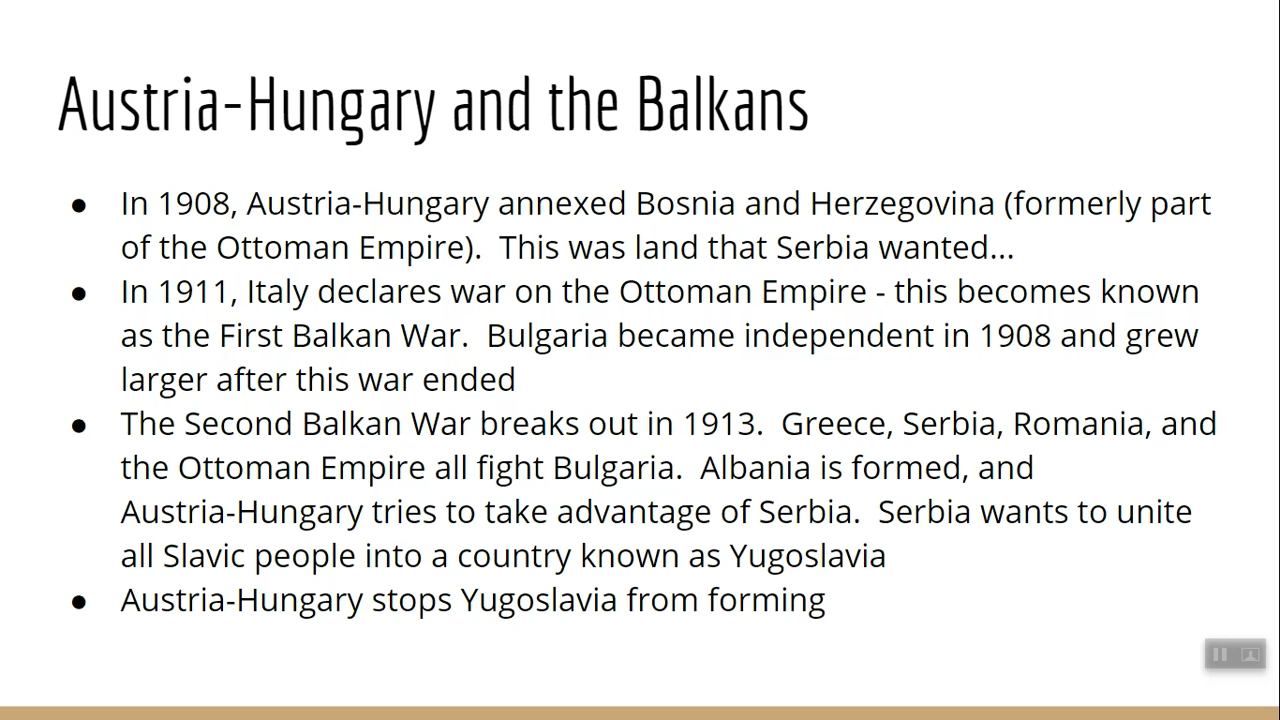 Austria-Hungary and the Balkans
● In 1908, Austria-Hungary annexed Bosnia and Herzegovina (formerly part
of the Ottoman Empire).  This was land that Serbia wanted...
● In 1911, Italy declares war on the Ottoman Empire - this becomes known
as the First Balkan War.  Bulgaria became independent in 1908 and grew
larger after this war ended
● The Second Balkan War breaks out in 1913.  Greece, Serbia, Romania, and
the Ottoman Empire all fight Bulgaria.  Albania is formed, and
Austria-Hungary tries to take advantage of Serbia.  Serbia wants to unite
all Slavic people into a country known as Yugoslavia
● Austria-Hungary stops Yugoslavia from forming